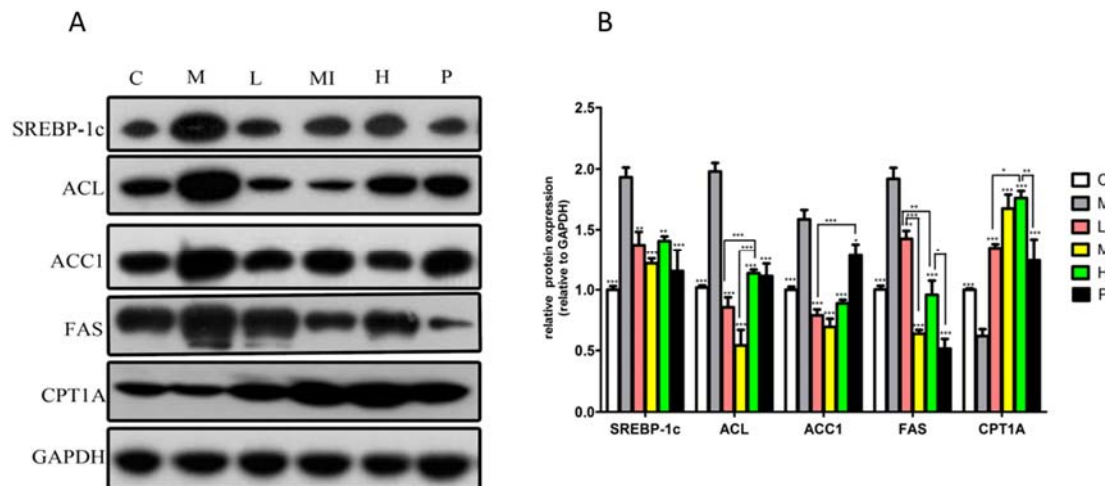 A
B
C M L MI H P
SREBP-1c
ACL
ACC1
FAS
CPT1A
GAPDH
relative protein expression
(relative to GAPDH)
2.5
2.0
1.5
1.0
0.5
0.0
SREBP-1c ACL ACC1 FAS CPT1A
L
H